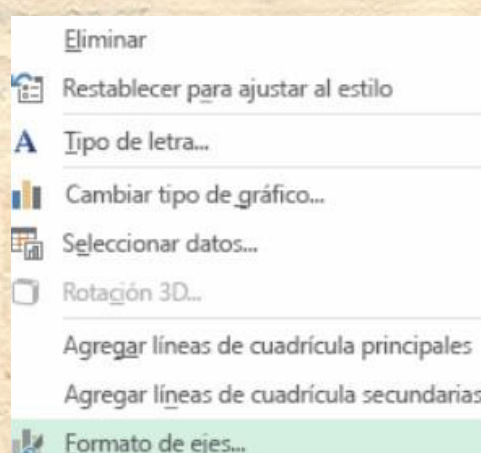 Eliminar
Restablecer para ajustar al estilo
Tipo de letra...
Cambiar tipo de gráfico...
Seleccionar datos...
Rotación 3D...
Agregar líneas de cuadrícula principales
Agregar líneas de cuadrícula secundarias
Formato de ejes...